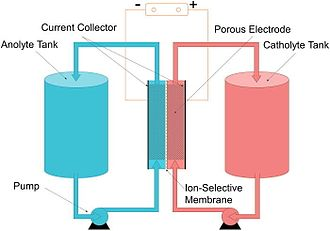 - +
Current Collector
Porous Electrode
Anolyte Tank
Catholyte Tank
Pump
Ion-Selective
Membrane